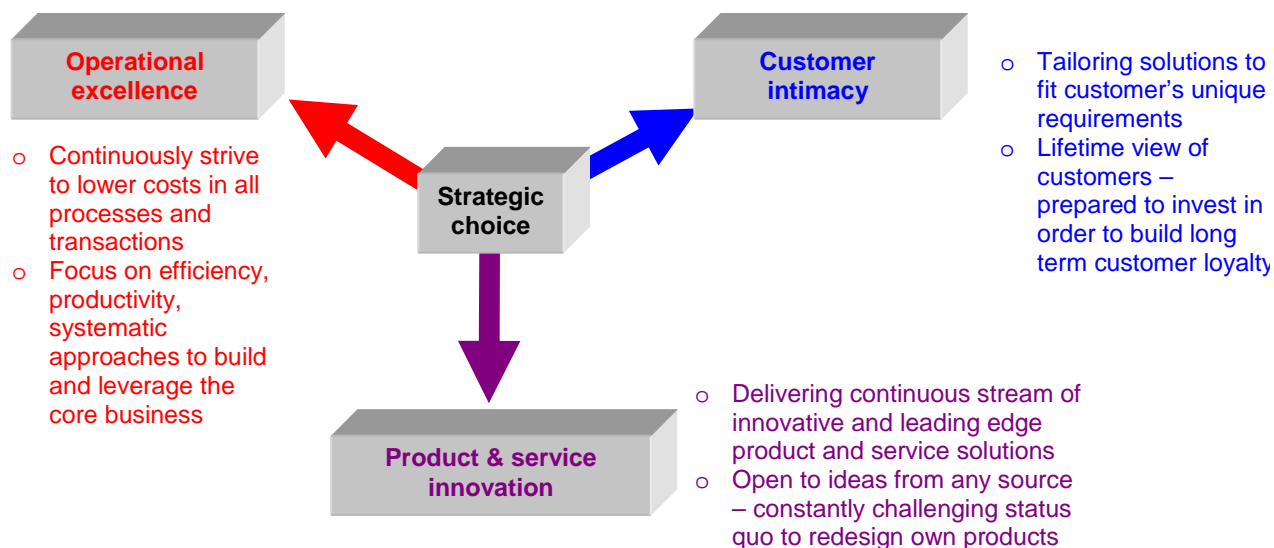 Operational
excellence
o Continuously strive
to lower costs in all
processes and
transactions
o Focus on efficiency,
productivity,
systematic
approaches to build
and leverage the
core business
Strategic
choice
Customer
intimacy
o Tailoring solutions to
fit customer’s unique
requirements
o Lifetime view of
customers –
prepared to invest in
order to build long
term customer loyalty
Product & service
innovation
o Delivering continuous stream of
innovative and leading edge
product and service solutions
o Open to ideas from any source
– constantly challenging status
quo to redesign own products